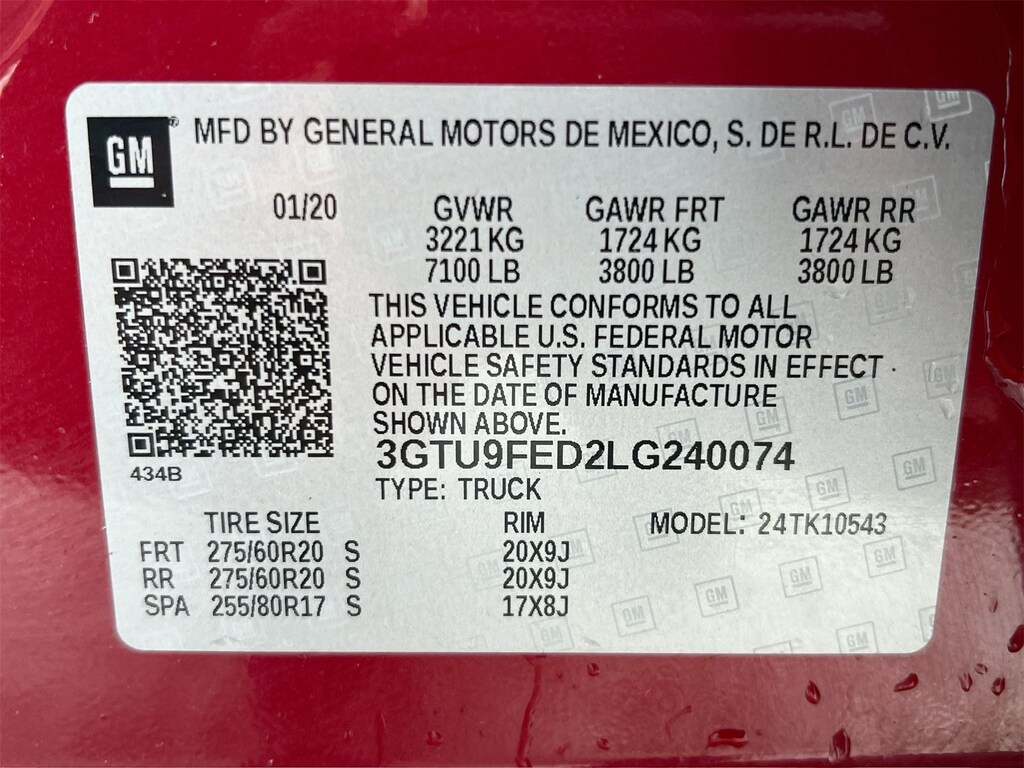 GM® MFD BY GENERAL MOTORS DE MEXICO, S. DE R.L. DE C.V.
01/20 GVWR GAWR FRT GAWR RR
3221 KG 1724 KG 1724 KG
7100 LB 3800 LB 3800 LB
THIS VEHICLE CONFORMS TO ALL
APPLICABLE U.S. FEDERAL MOTOR
VEHICLE SAFETY STANDARDS IN EFFECT
ON THE DATE OF MANUFACTURE
SHOWN ABOVE.
3GTU9FED2LG240074
434B
TYPE: TRUCK
TIRE SIZE RIM MODEL: 24TK10543
FRT 275/60R20 S 20X9J
RR 275/60R20 S 20X9J
SPA 255/80R17 S 17X8J